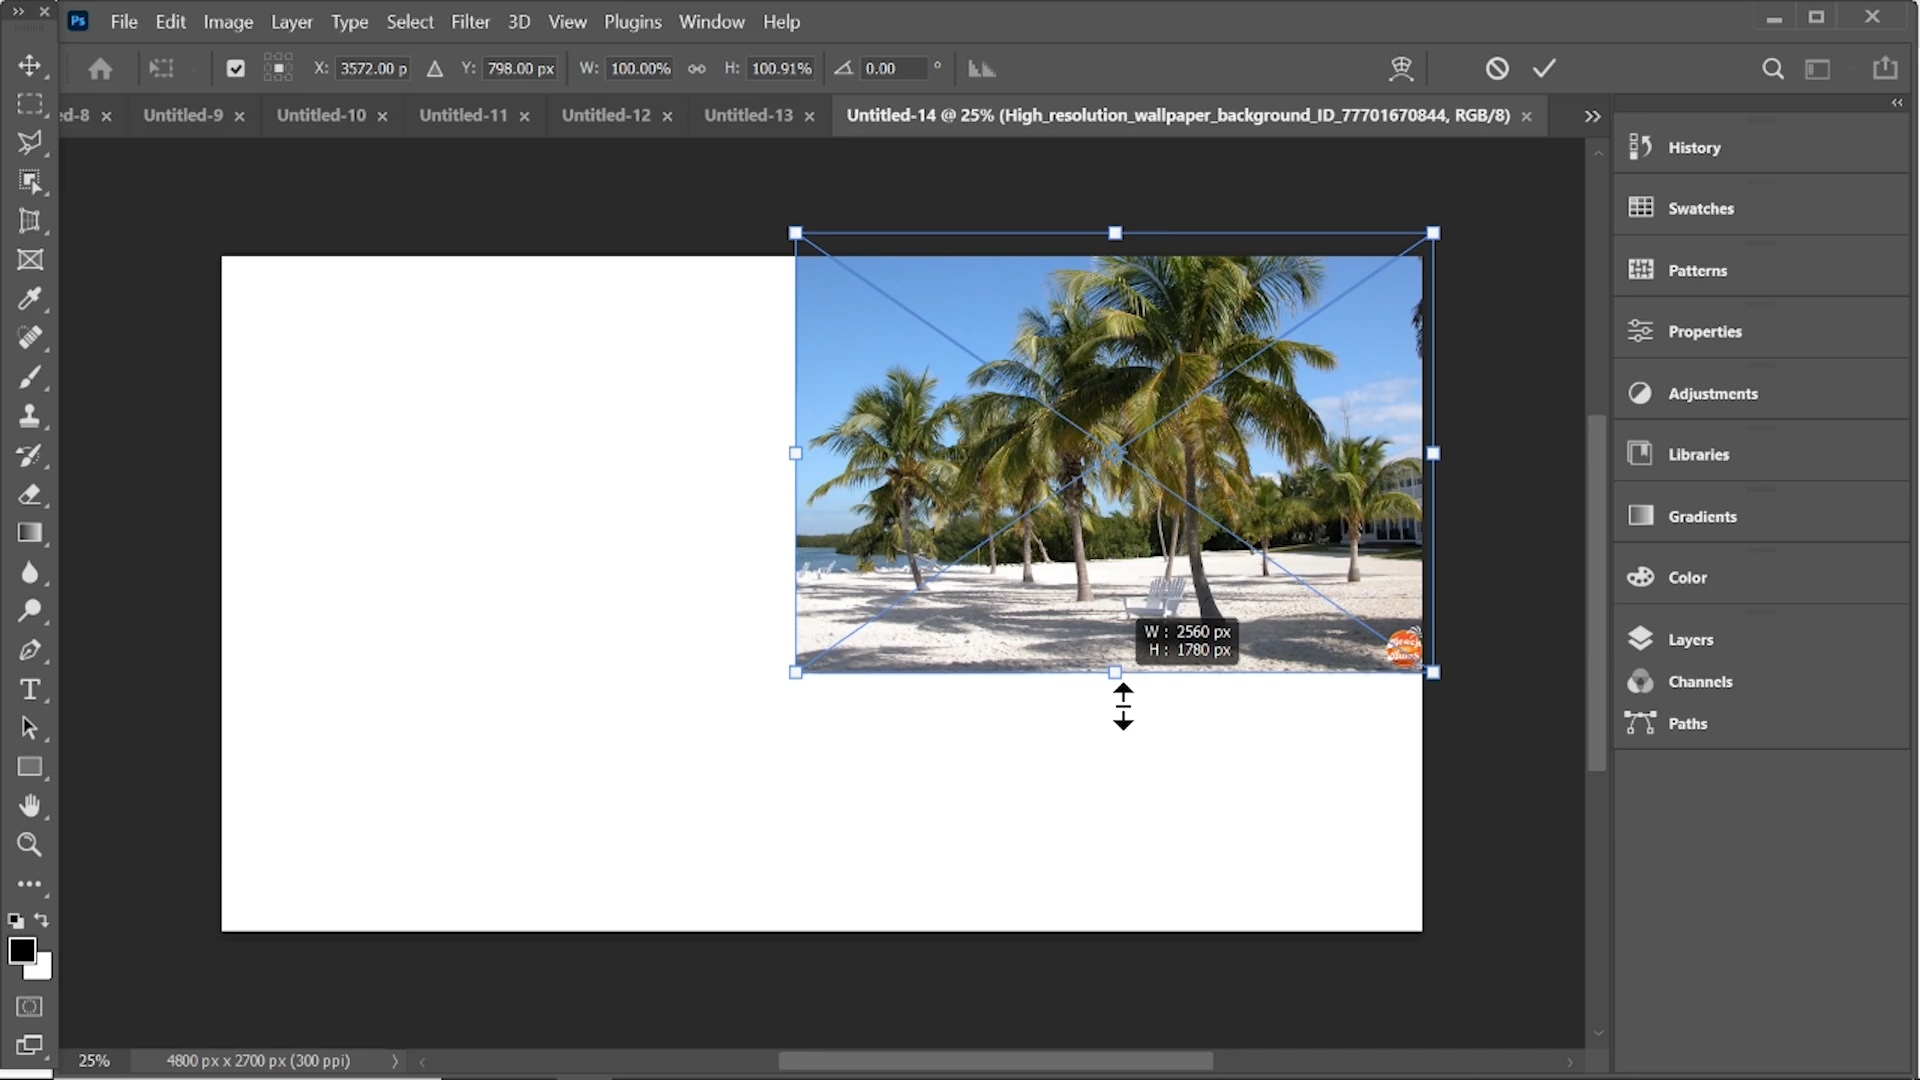 Ps File Edit Image Layer Type Select Filter 3D View Plugins Window Help
X: 3572.00 p Y: 798.00 px W: 100.00% H: 100.91% 0.00 °
ed-8 × Untitled-9 × Untitled-10 × Untitled-11 × Untitled-12 × Untitled-13 × Untitled-14 @ 25% (High_resolution_wallpaper_background_ID_77701670844, RGB/8) ×
History
Swatches
Patterns
Properties
Adjustments
Libraries
Gradients
Color
Layers
Channels
Paths
W : 2560 px
H : 1780 px
25% 4800 px x 2700 px (300 ppi)